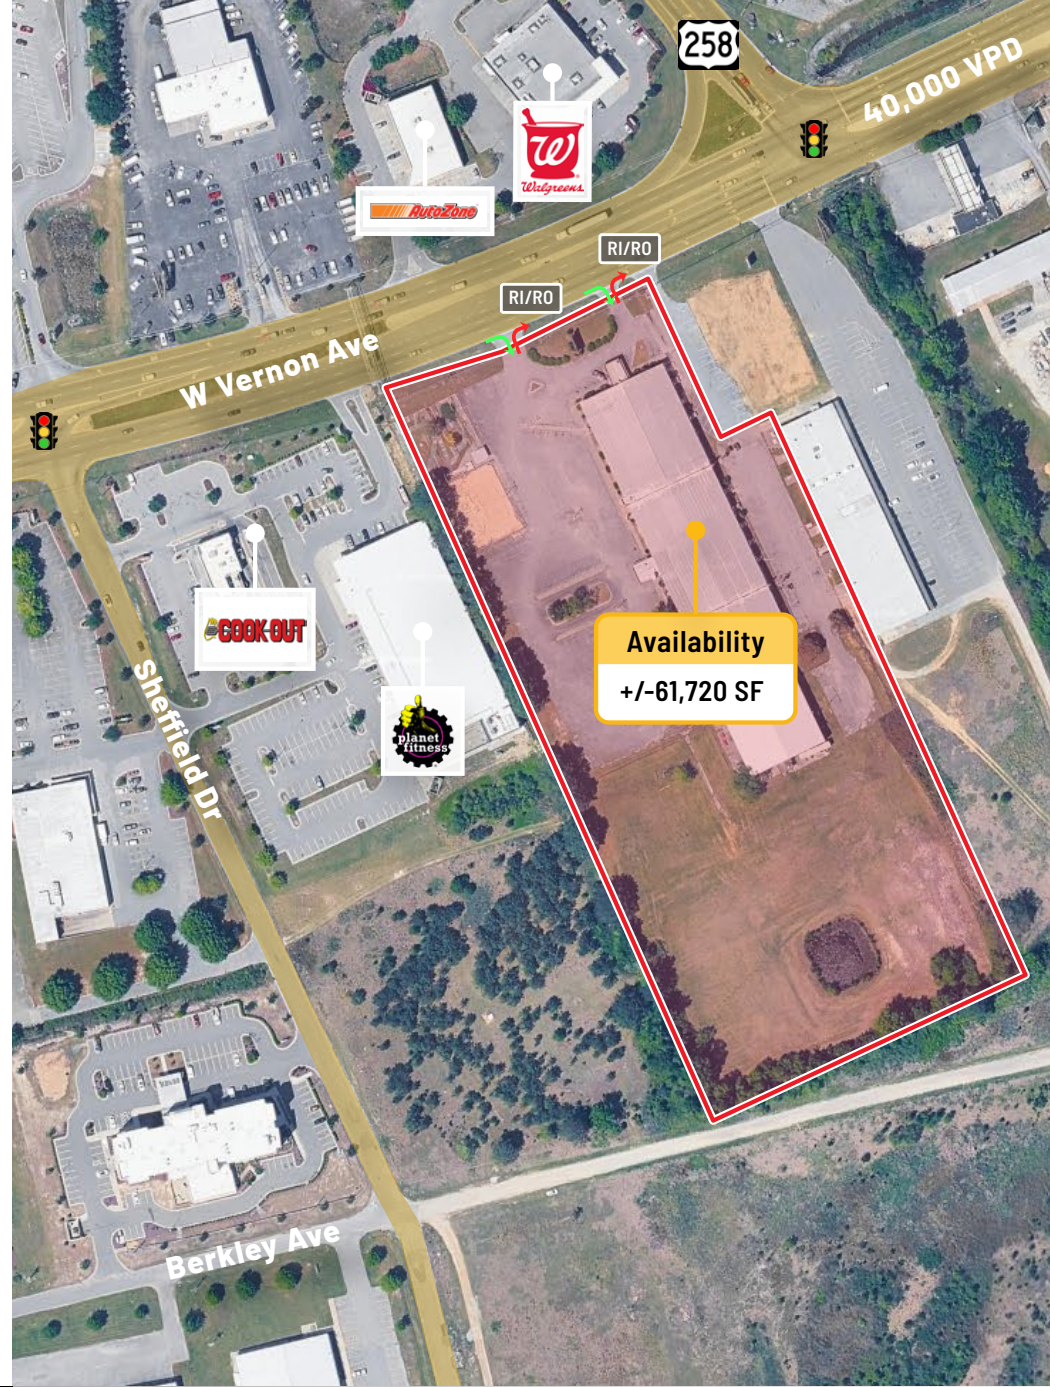 258
40,000 VPD
Walgreens
AutoZone
RI/RO
RI/RO
W Vernon Ave
COOK-OUT
Availability
+/-61,720 SF
planet
fitness
Sheffield Dr
Berkley Ave